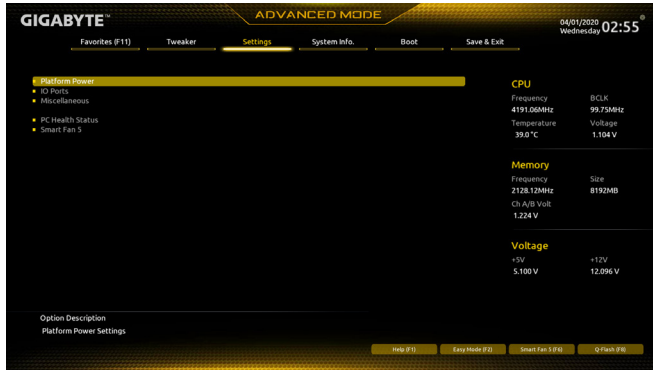 GIGABYTE™
ADVANCED MODE
04/01/2020
Wednesday 02:55
Favorites (F11) Tweaker Settings System Info. Boot Save & Exit
Platform Power
IO Ports
Miscellaneous
PC Health Status
Smart Fan 5
CPU
Frequency BCLK
4191.06MHz 99.75MHz
Temperature Voltage
39.0 °C 1.104 V
Memory
Frequency Size
2128.12MHz 8192MB
Ch A/B Volt
1.224 V
Voltage
+5V +12V
5.100 V 12.096 V
Option Description
Platform Power Settings
Help (F1) Easy Mode (F2) Smart Fan 5 (F6) Q-Flash (F8)